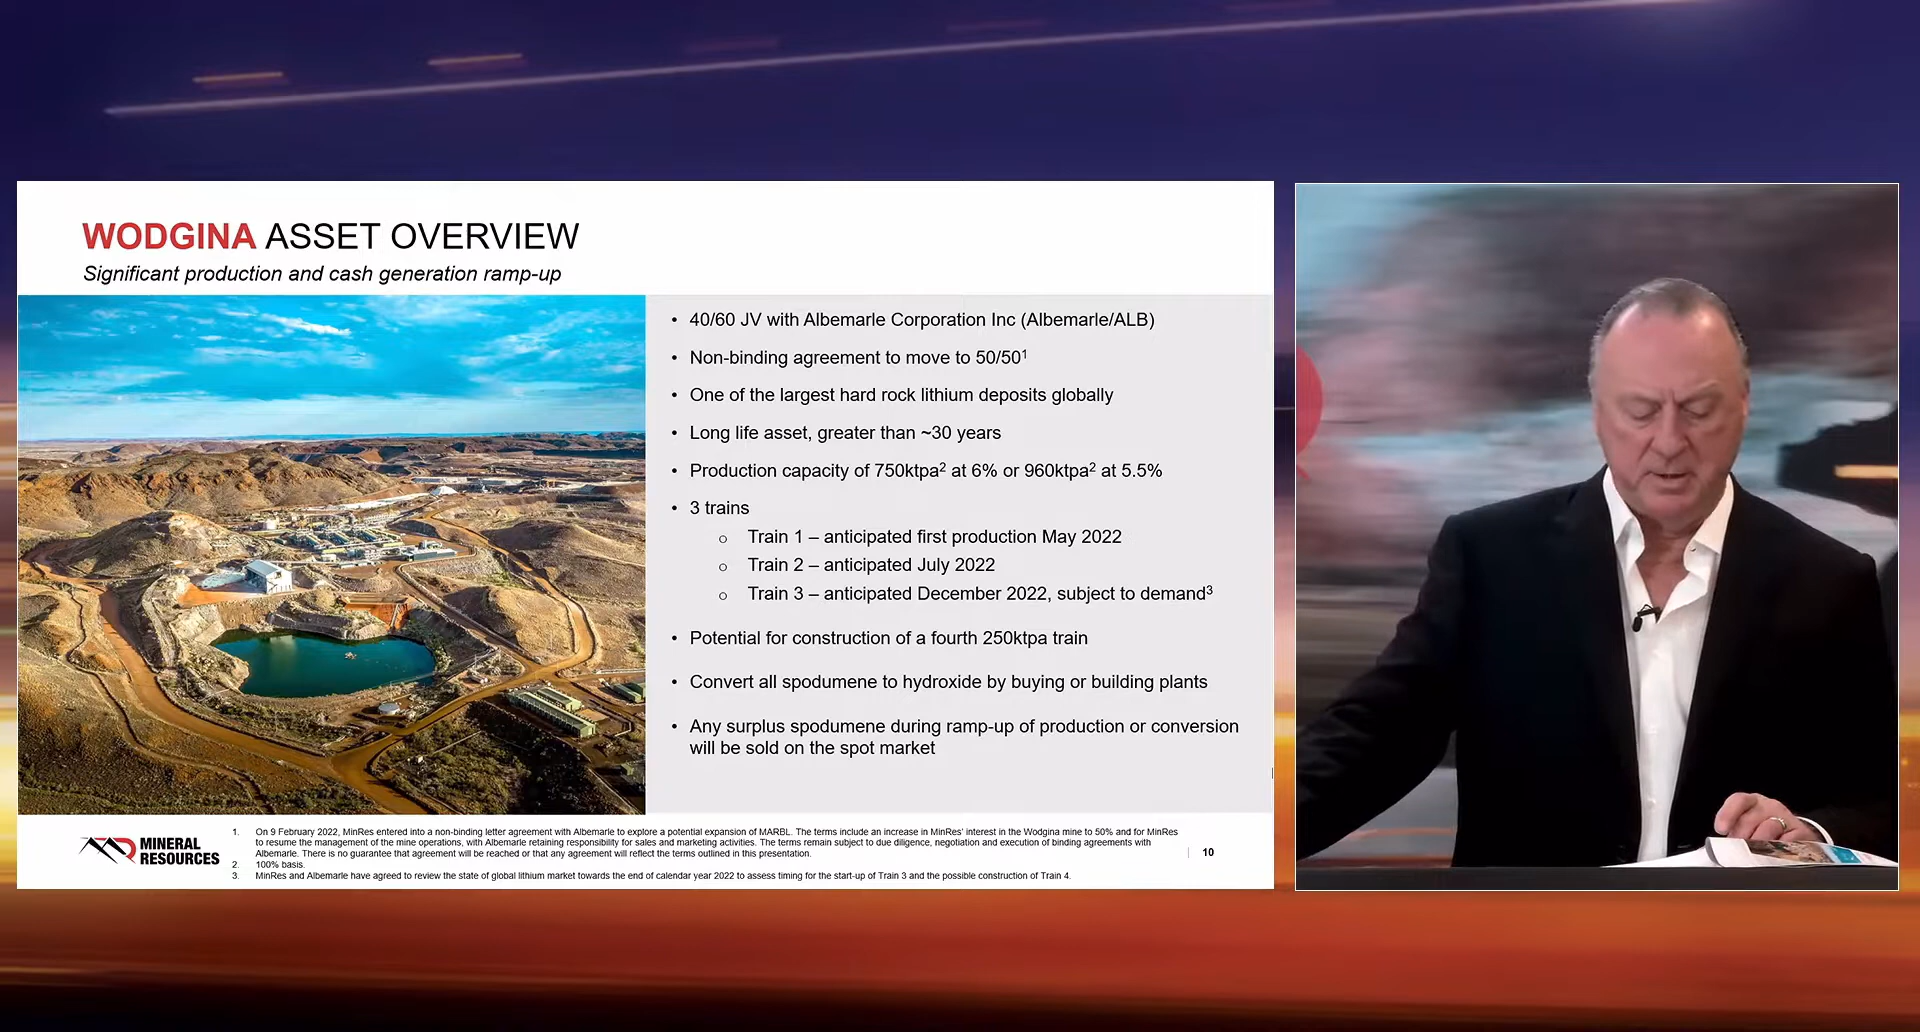 WODGINA ASSET OVERVIEW
Significant production and cash generation ramp-up
• 40/60 JV with Albemarle Corporation Inc (Albemarle/ALB)
• Non-binding agreement to move to 50/50¹
• One of the largest hard rock lithium deposits globally
• Long life asset, greater than ~30 years
• Production capacity of 750ktpa² at 6% or 960ktpa² at 5.5%
• 3 trains
o Train 1 – anticipated first production May 2022
o Train 2 – anticipated July 2022
o Train 3 – anticipated December 2022, subject to demand³
• Potential for construction of a fourth 250ktpa train
• Convert all spodumene to hydroxide by buying or building plants
• Any surplus spodumene during ramp-up of production or conversion
will be sold on the spot market
MINERAL
RESOURCES
1. On 9 February 2022, MinRes entered into a non-binding letter agreement with Albemarle to explore a potential expansion of MARBL. The terms include an increase in MinRes' interest in the Wodgina mine to 50% and for MinRes
to resume the management of the mine operations, with Albemarle retaining responsibility for sales and marketing activities. The terms remain subject to due diligence, negotiation and execution of binding agreements with
Albemarle. There is no guarantee that agreement will be reached or that any agreement will reflect the terms outlined in this presentation.
2. 100% basis.
3. MinRes and Albemarle have agreed to review the state of global lithium market towards the end of calendar year 2022 to assess timing for the start-up of Train 3 and the possible construction of Train 4.
10